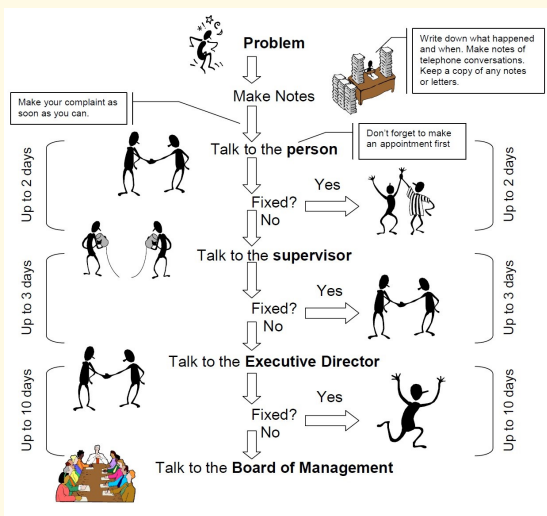 Problem
Write down what happened
and when. Make notes of
telephone conversations.
Keep a copy of any notes
or letters.
Make Notes
Make your complaint as
soon as you can.
Talk to the person
Don't forget to make
an appointment first
Up to 2 days
Fixed?
Yes
No
Up to 2 days
Talk to the supervisor
Up to 3 days
Fixed?
Yes
No
Up to 3 days
Talk to the Executive Director
Up to 10 days
Fixed?
Yes
No
Up to 10 days
Talk to the Board of Management